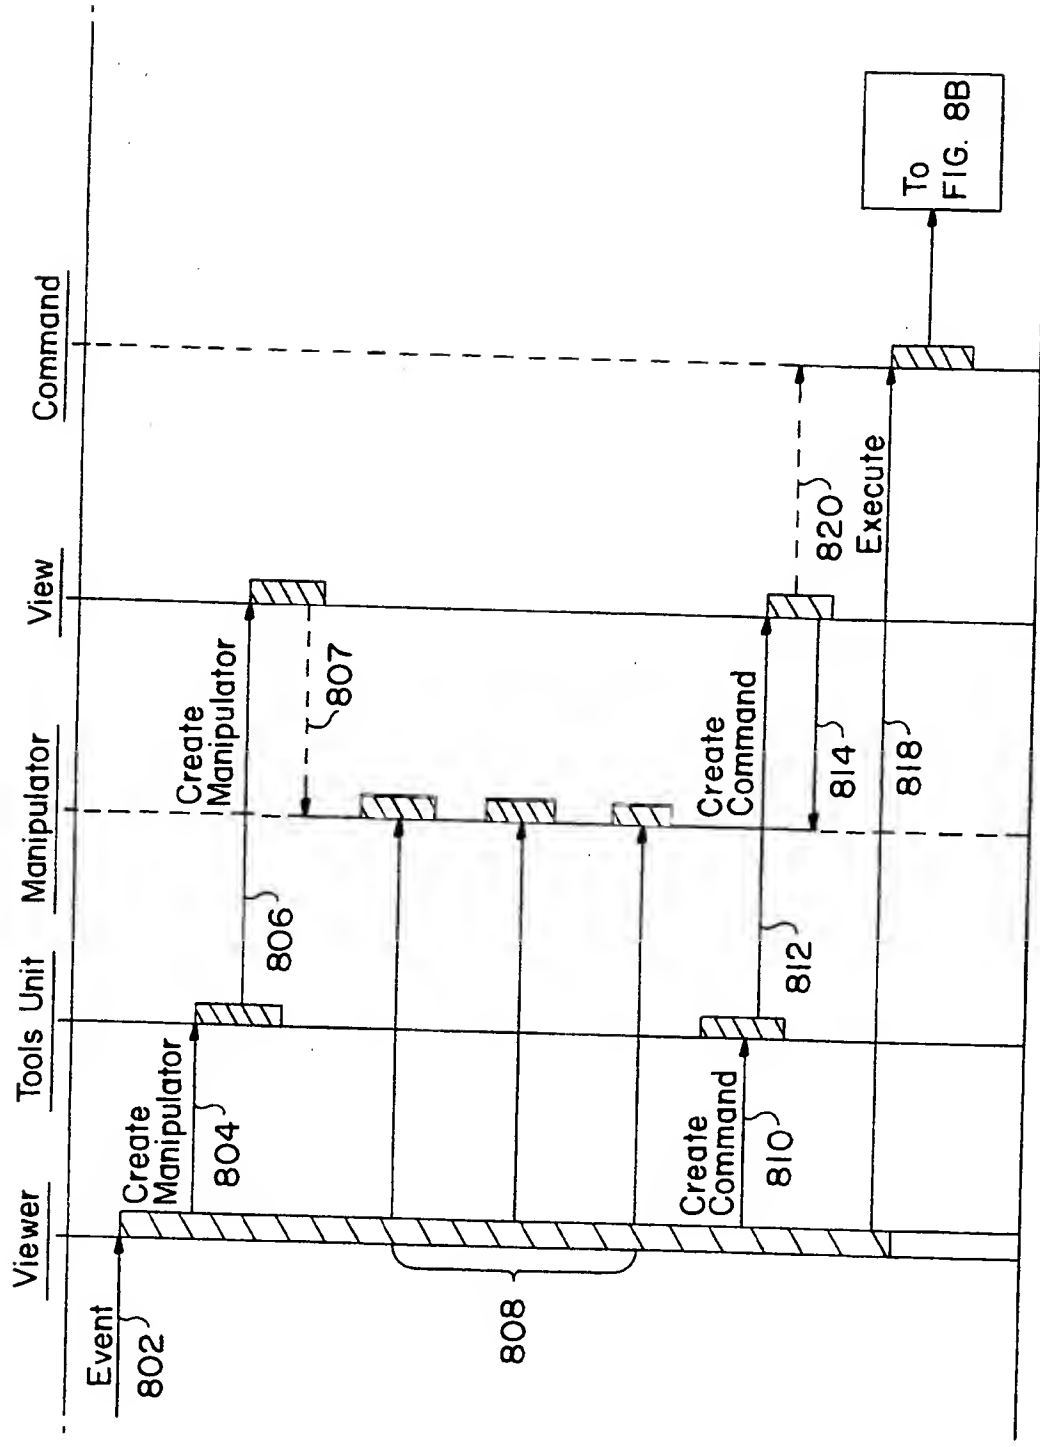 Viewer
Tools Unit
Manipulator
View
Command
Event
802
Create
Manipulator
804
Create
Manipulator
806
807
808
Create
Command
810
Create
Command
812
814
820
Execute
818
To
FIG. 8B